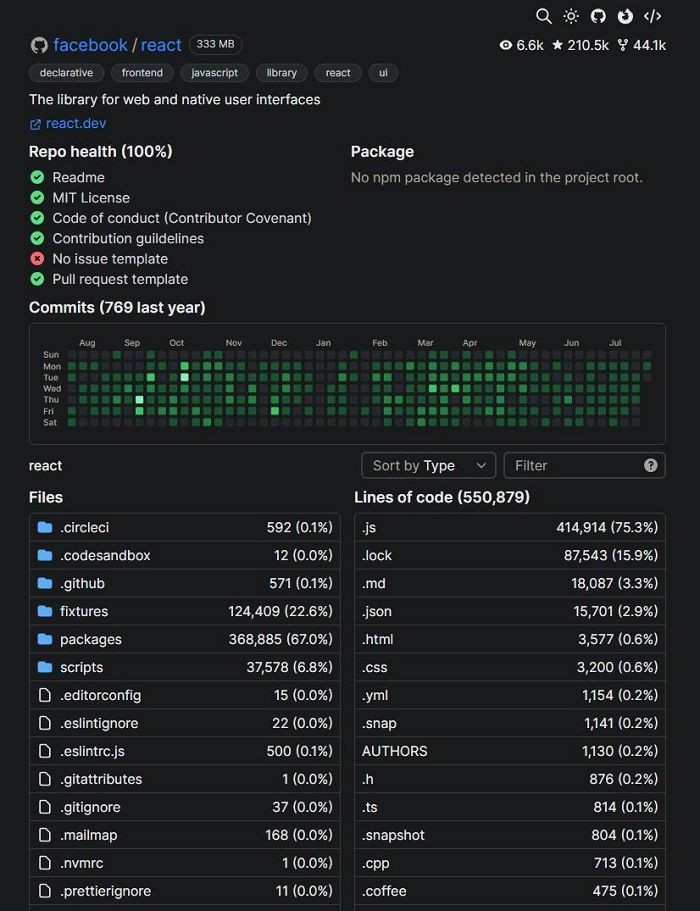 facebook / react 333 MB 6.6k 210.5k 44.1k
declarative frontend javascript library react ui
The library for web and native user interfaces
react.dev
Repo health (100%)
Readme
MIT License
Code of conduct (Contributor Covenant)
Contribution guildelines
No issue template
Pull request template
Package
No npm package detected in the project root.
Commits (769 last year)
Aug Sep Oct Nov Dec Jan Feb Mar Apr May Jun Jul
Sun
Mon
Tue
Wed
Thu
Fri
Sat
react Sort by Type Filter ?
Files
.circleci 592 (0.1%)
.codesandbox 12 (0.0%)
.github 571 (0.1%)
fixtures 124,409 (22.6%)
packages 368,885 (67.0%)
scripts 37,578 (6.8%)
.editorconfig 15 (0.0%)
.eslintignore 22 (0.0%)
.eslintrc.js 500 (0.1%)
.gitattributes 1 (0.0%)
.gitignore 37 (0.0%)
.mailmap 168 (0.0%)
.nvmrc 1 (0.0%)
.prettierignore 11 (0.0%)
Lines of code (550,879)
.js 414,914 (75.3%)
.lock 87,543 (15.9%)
.md 18,087 (3.3%)
.json 15,701 (2.9%)
.html 3,577 (0.6%)
.css 3,200 (0.6%)
.yml 1,154 (0.2%)
.snap 1,141 (0.2%)
AUTHORS 1,130 (0.2%)
.h 876 (0.2%)
.ts 814 (0.1%)
.snapshot 804 (0.1%)
.cpp 713 (0.1%)
.coffee 475 (0.1%)